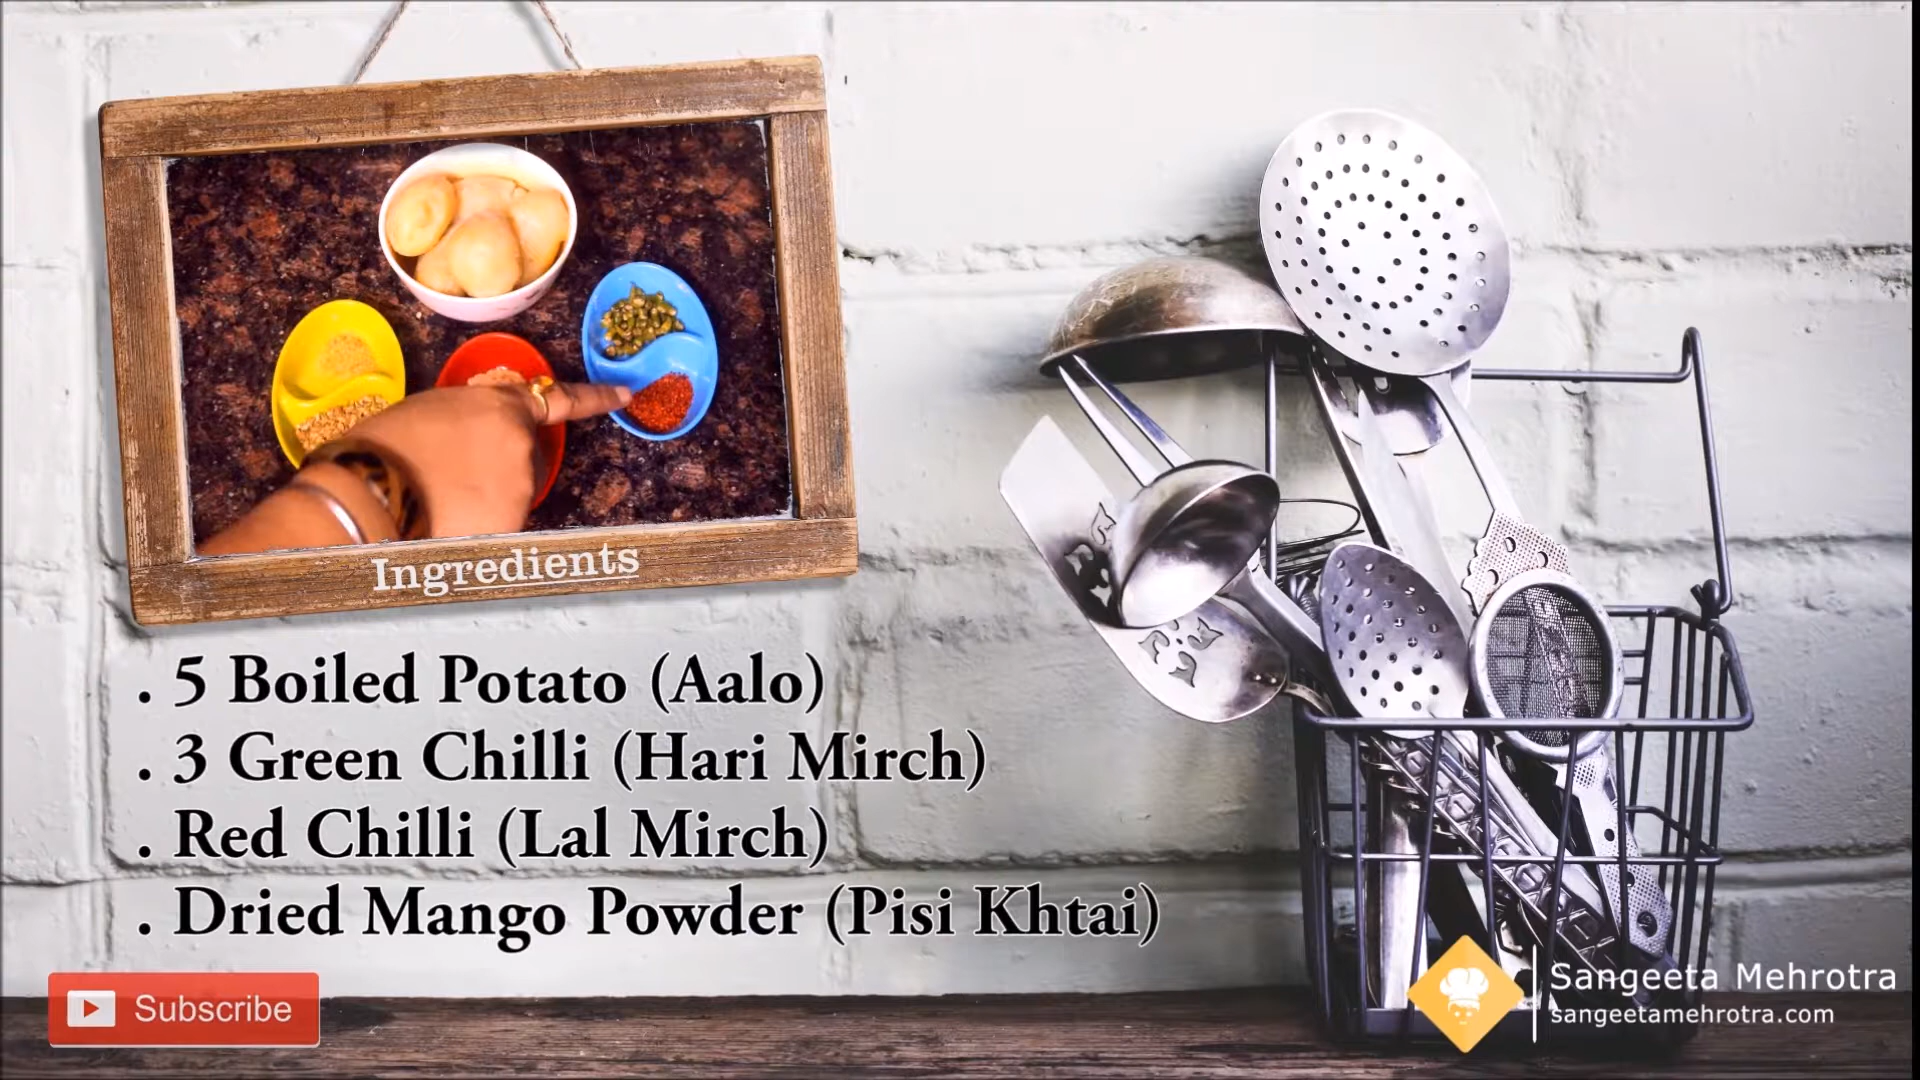 Ingredients
. 5 Boiled Potato (Aalo)
. 3 Green Chilli (Hari Mirch)
. Red Chilli (Lal Mirch)
. Dried Mango Powder (Pisi Khtai)
Subscribe
Sangeeta Mehrotra
sangeetamehrotra.com